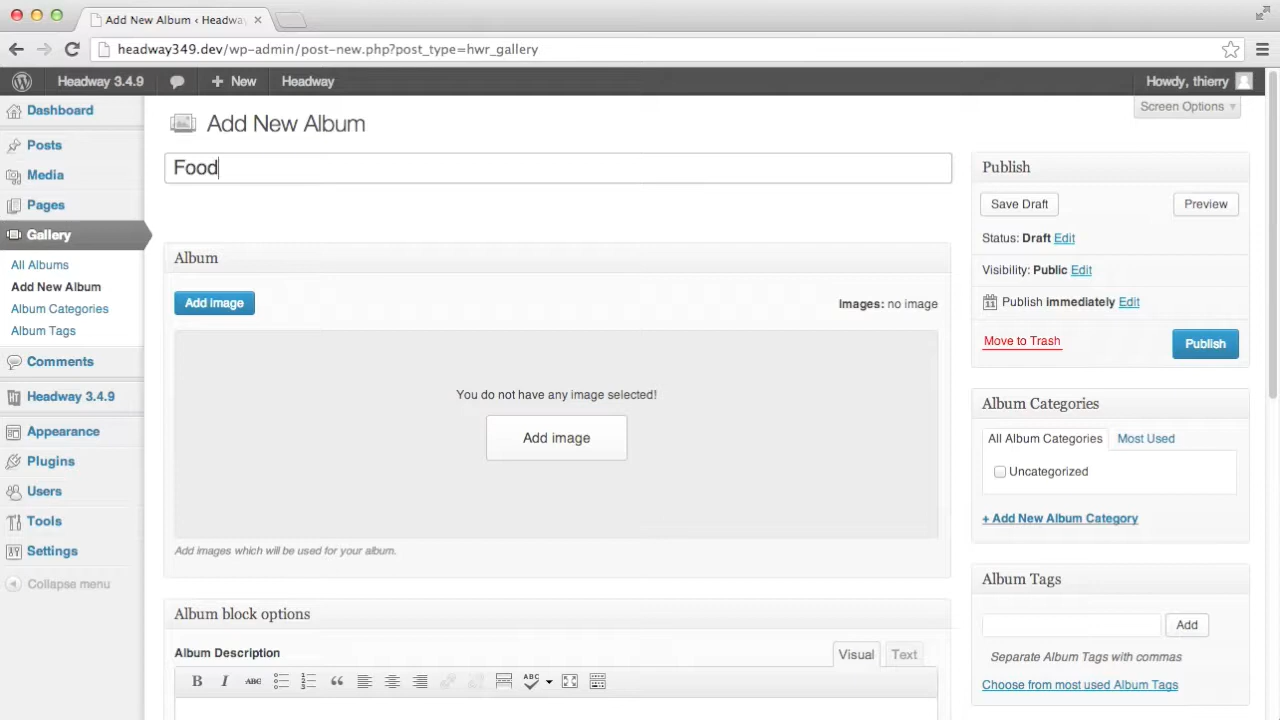 Add New Album ‹ Headwa
headway349.dev/wp-admin/post-new.php?post_type=hwr_gallery
Headway 3.4.9
New
Headway
Howdy, thierry
Screen Options
Dashboard
Posts
Media
Pages
Gallery
All Albums
Add New Album
Album Categories
Album Tags
Comments
Headway 3.4.9
Appearance
Plugins
Users
Tools
Settings
Collapse menu
Add New Album
Food
Album
Add image
Images: no image
You do not have any image selected!
Add image
Add images which will be used for your album.
Album block options
Album Description
Visual
Text
B I ABC ABC
Publish
Save Draft
Preview
Status: Draft Edit
Visibility: Public Edit
11 Publish immediately Edit
Move to Trash
Publish
Album Categories
All Album Categories
Most Used
Uncategorized
+ Add New Album Category
Album Tags
Add
Separate Album Tags with commas
Choose from most used Album Tags